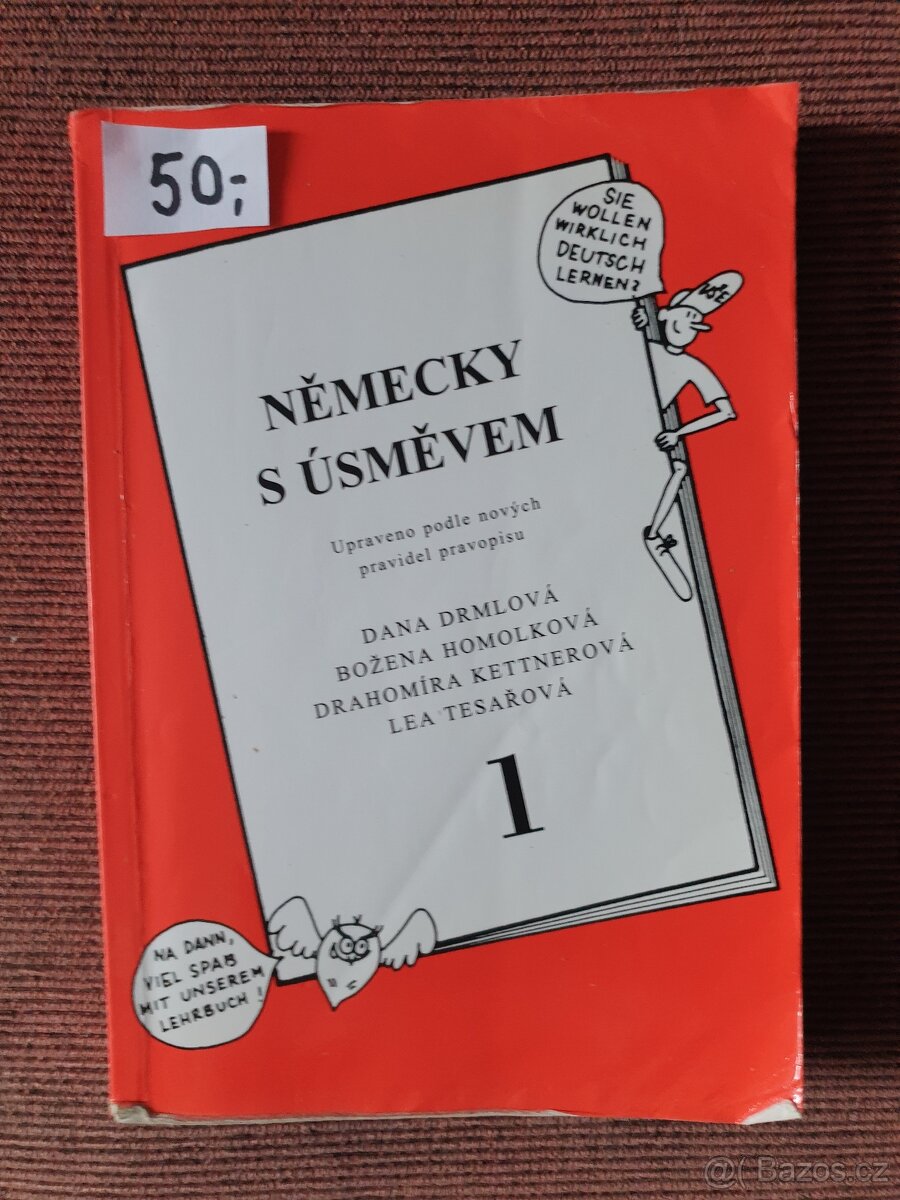 50,-
SIE
WOLLEN
WIRKLICH
DEUTSCH
LERNEN?
NĚMECKY
S ÚSMĚVEM
Upraveno podle nových
pravidel pravopisu
DANA DRMLOVÁ
BOŽENA HOMOLKOVÁ
DRAHOMÍRA KETTNEROVÁ
LEA TESAŘOVÁ
1
NA DANN,
VIEL SPAß
MIT UNSEREM
LEHRBUCH!
@( Bazos.cz